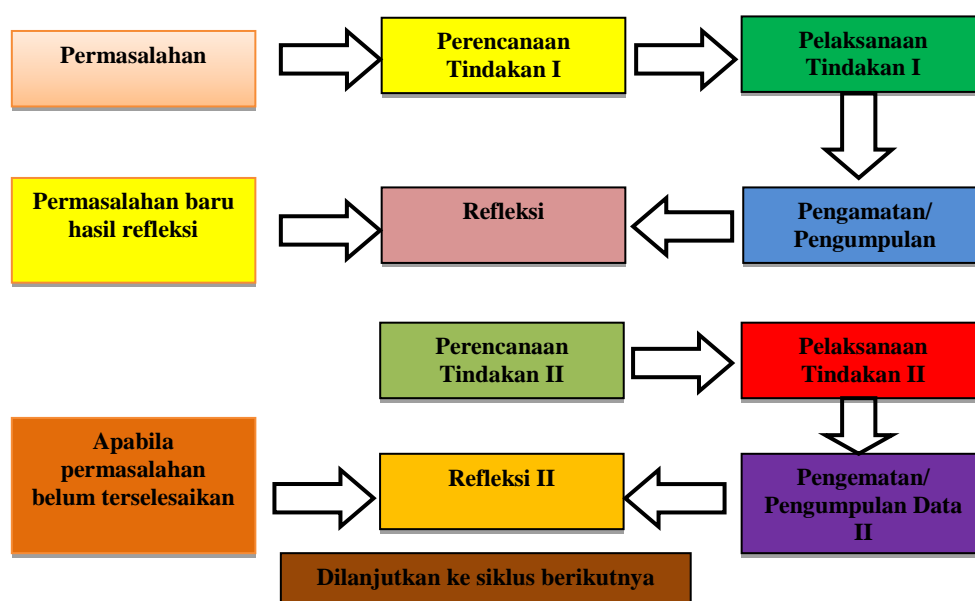 Permasalahan
Perencanaan
Tindakan I
Pelaksanaan
Tindakan I
Permasalahan baru
hasil refleksi
Refleksi
Pengamatan/
Pengumpulan
Perencanaan
Tindakan II
Pelaksanaan
Tindakan II
Apabila
permasalahan
belum terselesaikan
Refleksi II
Pengematan/
Pengumpulan Data
II
Dilanjutkan ke siklus berikutnya